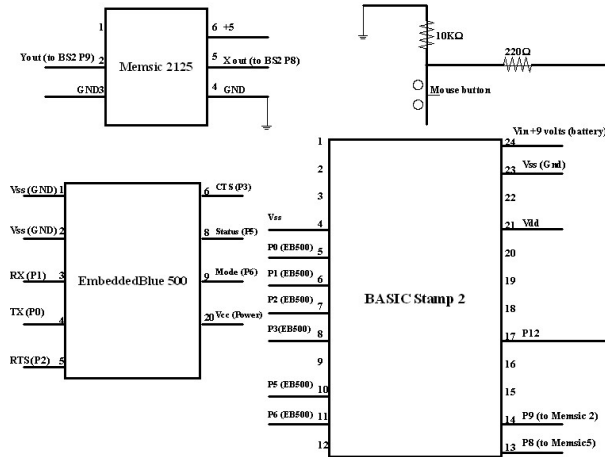 1
6 +5
Yout (to BS2 P9) 2
Memsic 2125
5 X out (to BS2 P8)
GND3
4 GND
10KΩ
220Ω
Mouse button
Vss (GND) 1
Vss (GND) 2
RX (P1) 3
TX (P0) 4
RTS (P2) 5
EmbeddedBlue 500
6 CTS (P3)
8 Status (P5)
9 Mode (P6)
20 Vcc (Power)
1
2
3
Vss 4
P0 (EB500) 5
P1 (EB500) 6
P2 (EB500) 7
P3(EB500) 8
9
P5 (EB500) 10
P6 (EB500) 11
12
BASIC Stamp 2
Vin +9 volts (battery)
24
23 Vss (Gnd)
22
21 Vdd
20
19
18
17 P12
16
15
14 P9 (to Memsic 2)
13 P8 (to Memsic5)